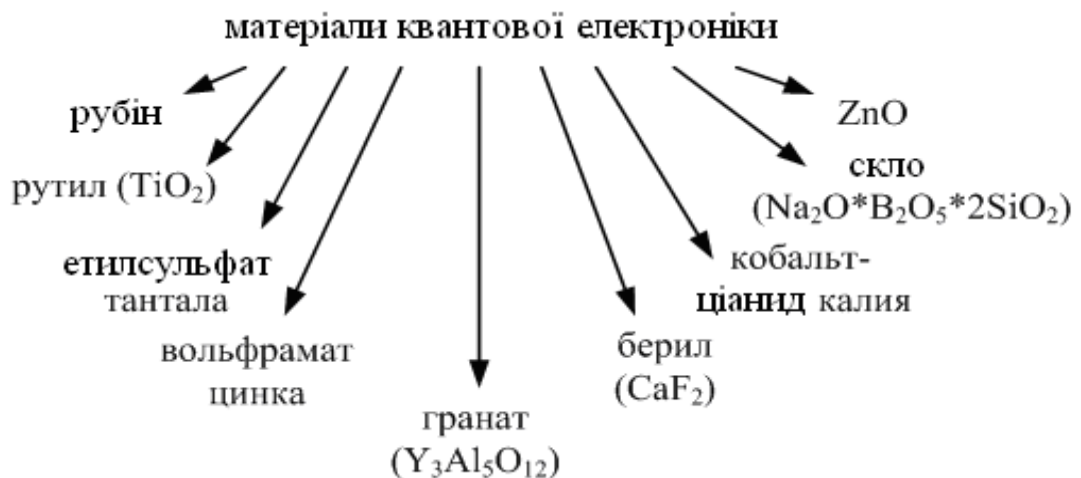 матеріали квантової електроніки
рубін
рутил (TiO₂)
етилсульфат
тантала
вольфрамат
цинка
гранат
(Y₃Al₅O₁₂)
берил
(CaF₂)
кобальт-
ціанид калия
скло
(Na₂O*B₂O₅*2SiO₂)
ZnO